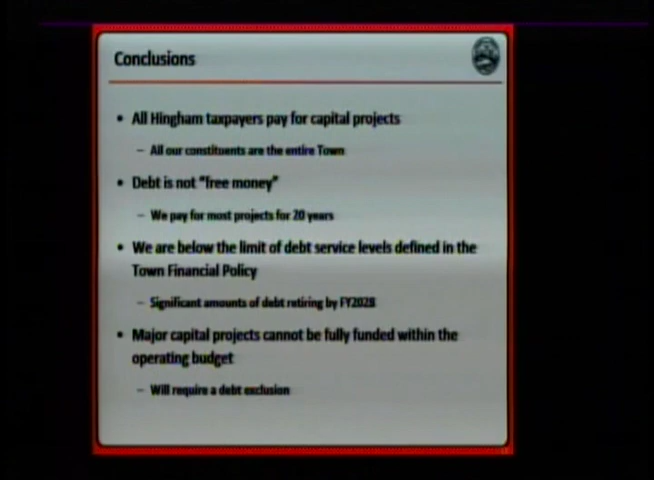 Conclusions
• All Hingham taxpayers pay for capital projects
– All our constituents are the entire Town
• Debt is not "free money"
– We pay for most projects for 20 years
• We are below the limit of debt service levels defined in the
Town Financial Policy
– Significant amounts of debt retiring by FY2028
• Major capital projects cannot be fully funded within the
operating budget
– Will require a debt exclusion